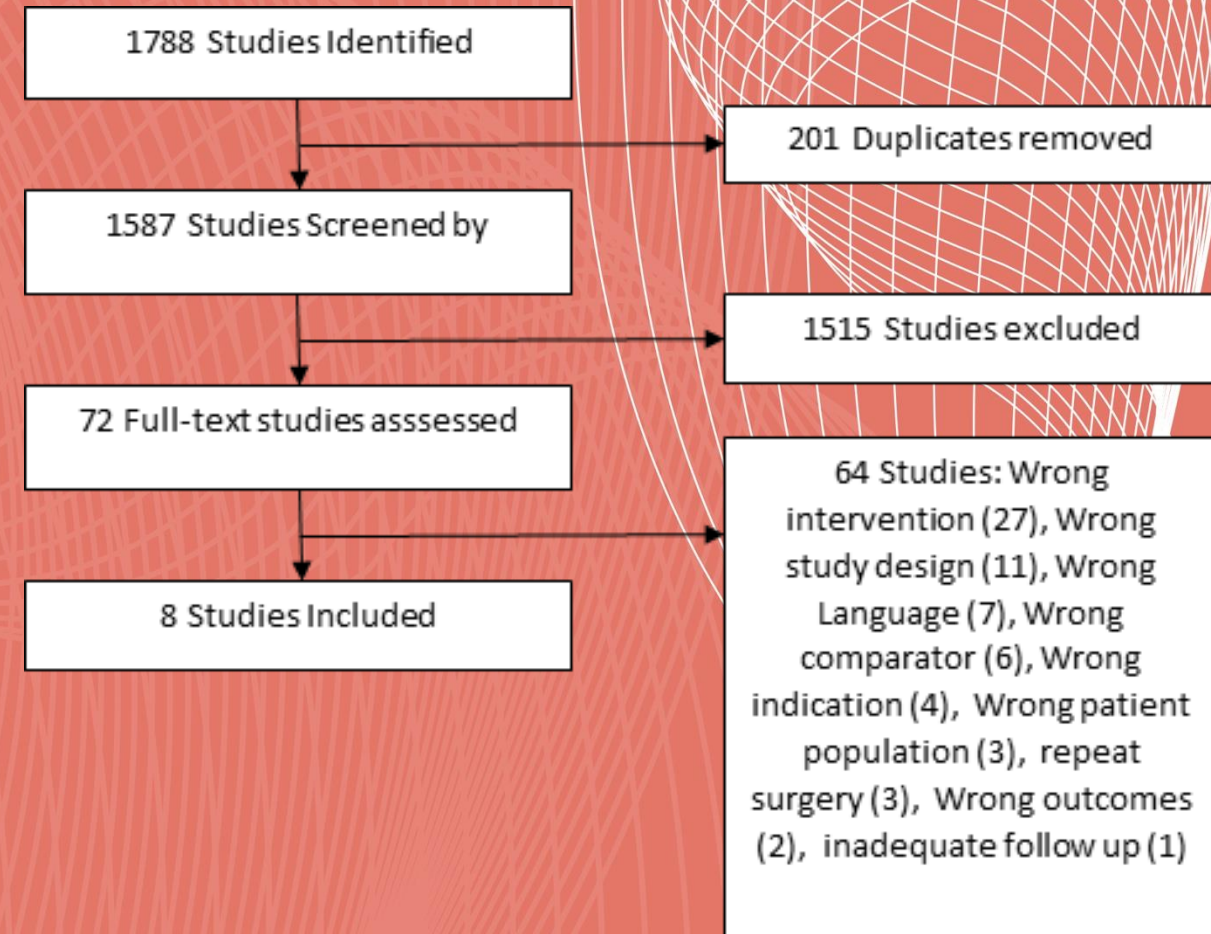 1788 Studies Identified
201 Duplicates removed
1587 Studies Screened by
1515 Studies excluded
72 Full-text studies asssessed
64 Studies: Wrong
intervention (27), Wrong
study design (11), Wrong
Language (7), Wrong
comparator (6), Wrong
indication (4), Wrong patient
population (3), repeat
surgery (3), Wrong outcomes
(2), inadequate follow up (1)
8 Studies Included